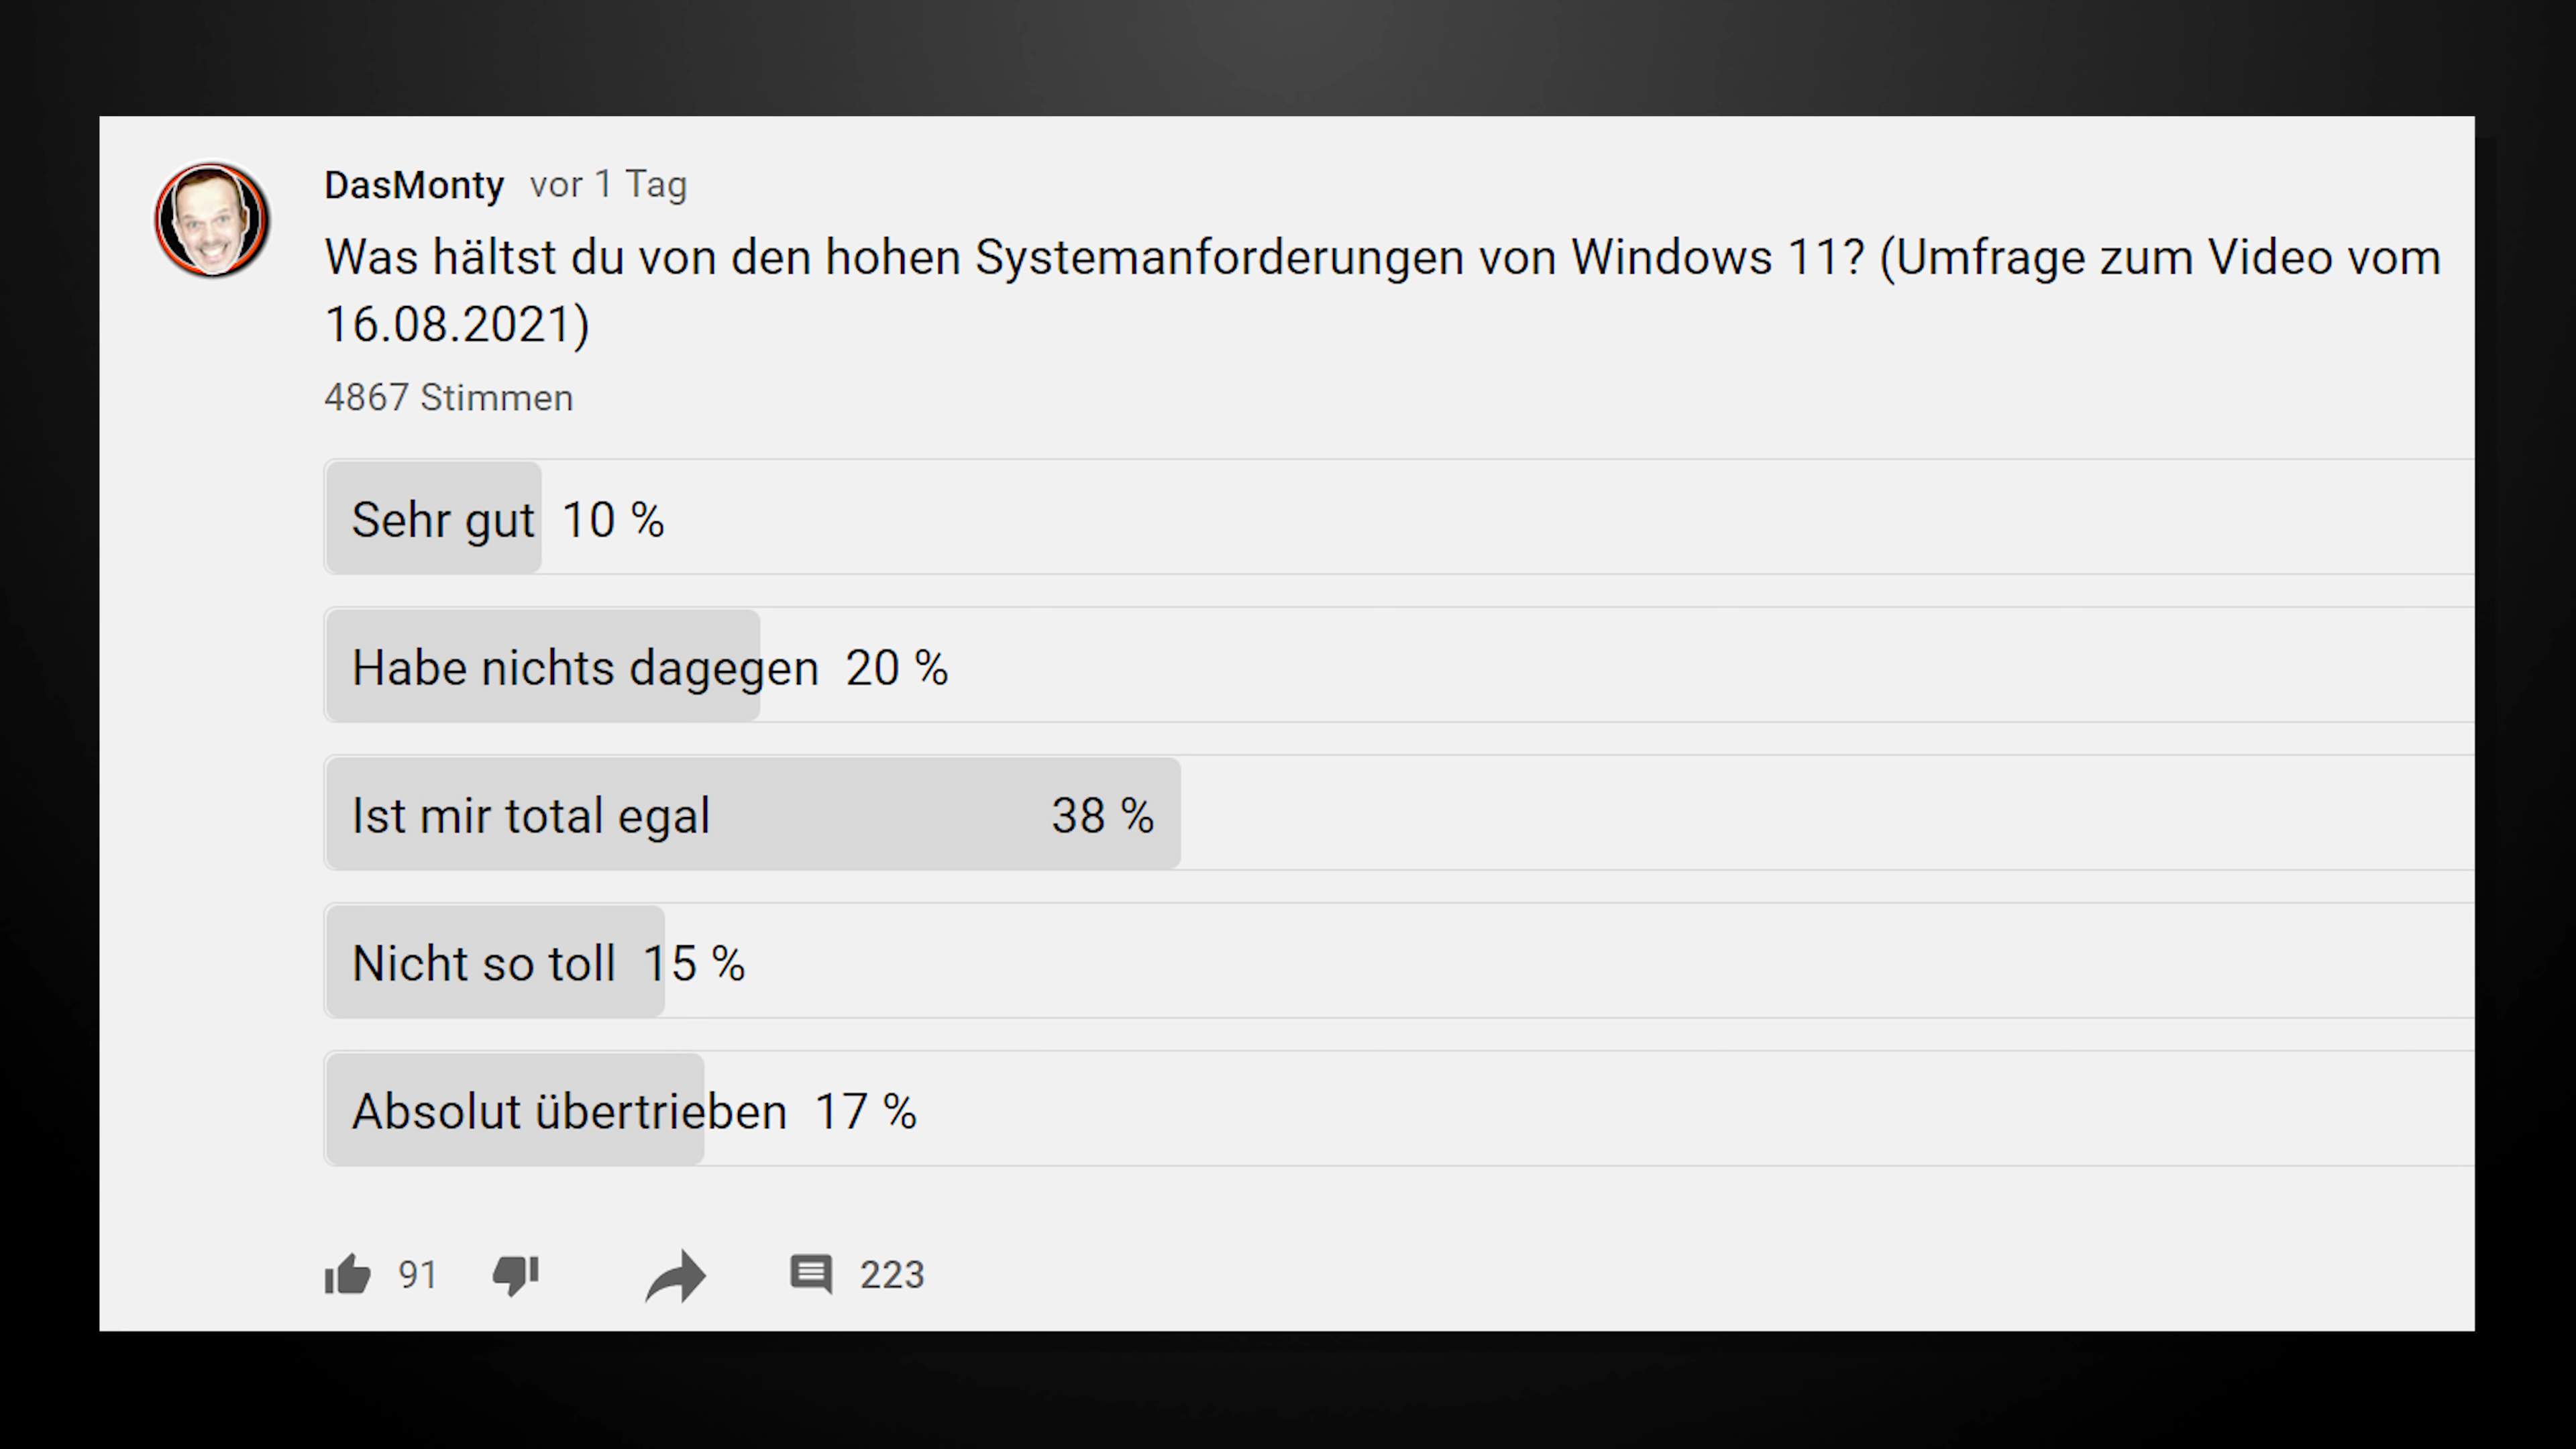 DasMonty vor 1 Tag
Was hältst du von den hohen Systemanforderungen von Windows 11? (Umfrage zum Video vom
16.08.2021)
4867 Stimmen
Sehr gut 10 %
Habe nichts dagegen 20 %
Ist mir total egal 38 %
Nicht so toll 15 %
Absolut übertrieben 17 %
91 223